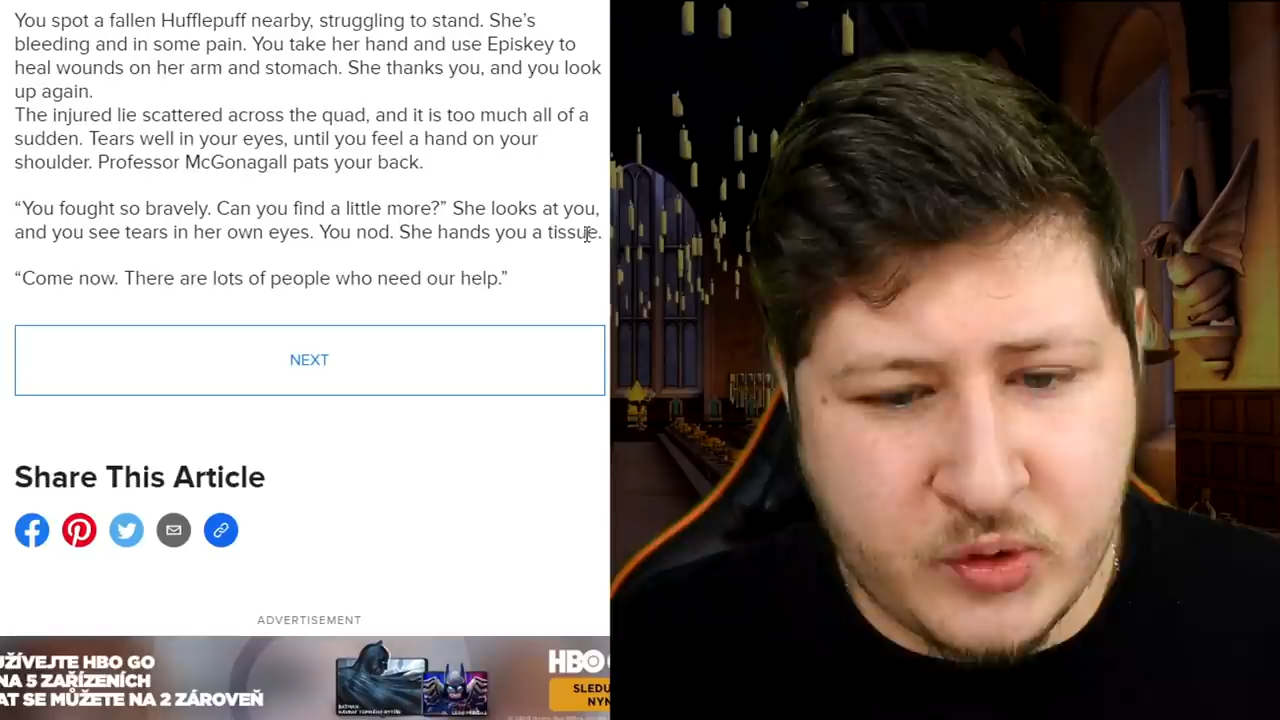 You spot a fallen Hufflepuff nearby, struggling to stand. She’s
bleeding and in some pain. You take her hand and use Episkey to
heal wounds on her arm and stomach. She thanks you, and you look
up again.
The injured lie scattered across the quad, and it is too much all of a
sudden. Tears well in your eyes, until you feel a hand on your
shoulder. Professor McGonagall pats your back.
“You fought so bravely. Can you find a little more?” She looks at you,
and you see tears in her own eyes. You nod. She hands you a tissue.
“Come now. There are lots of people who need our help.”
NEXT
Share This Article
ADVERTISEMENT
UŽÍVEJTE HBO GO
NA 5 ZAŘÍZENÍCH
AT SE MŮŽETE NA 2 ZÁROVEŇ
HBO
SLEDU
NYN